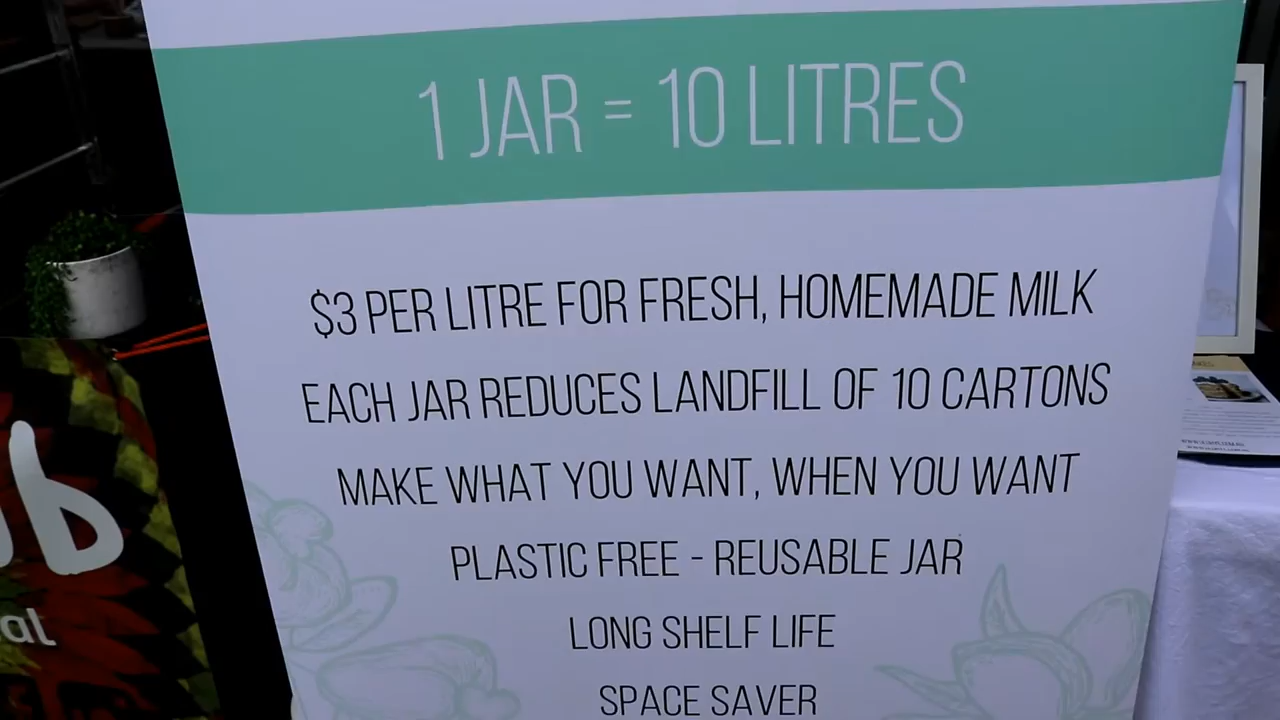 1 JAR = 10 LITRES
$3 PER LITRE FOR FRESH, HOMEMADE MILK
EACH JAR REDUCES LANDFILL OF 10 CARTONS
MAKE WHAT YOU WANT, WHEN YOU WANT
PLASTIC FREE - REUSABLE JAR
LONG SHELF LIFE
SPACE SAVER